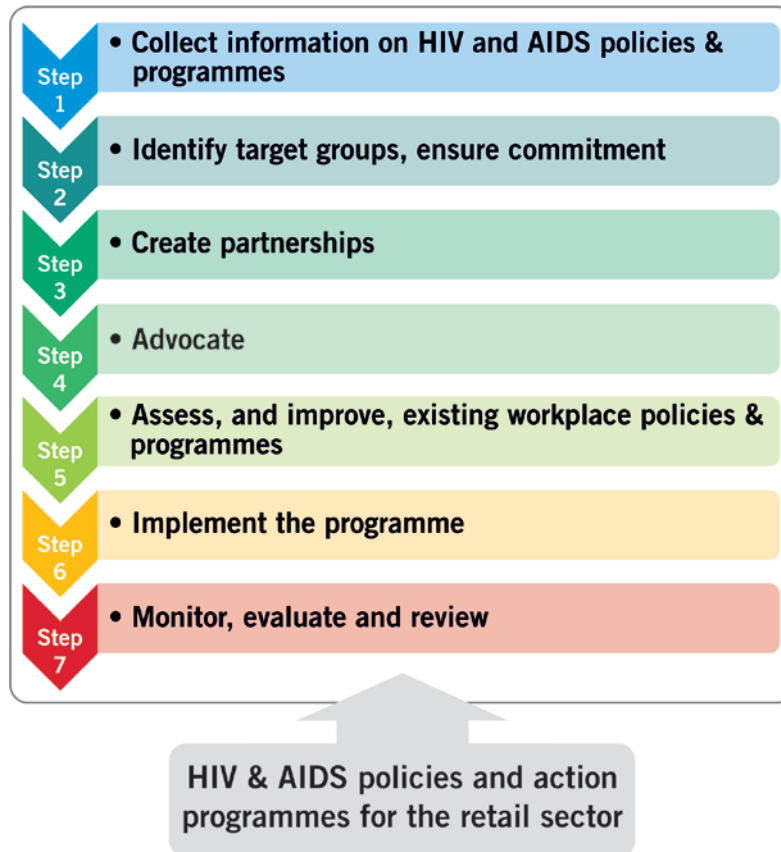 Step
1
• Collect information on HIV and AIDS policies &
programmes
Step
2
• Identify target groups, ensure commitment
Step
3
• Create partnerships
Step
4
• Advocate
Step
5
• Assess, and improve, existing workplace policies &
programmes
Step
6
• Implement the programme
Step
7
• Monitor, evaluate and review
HIV & AIDS policies and action
programmes for the retail sector